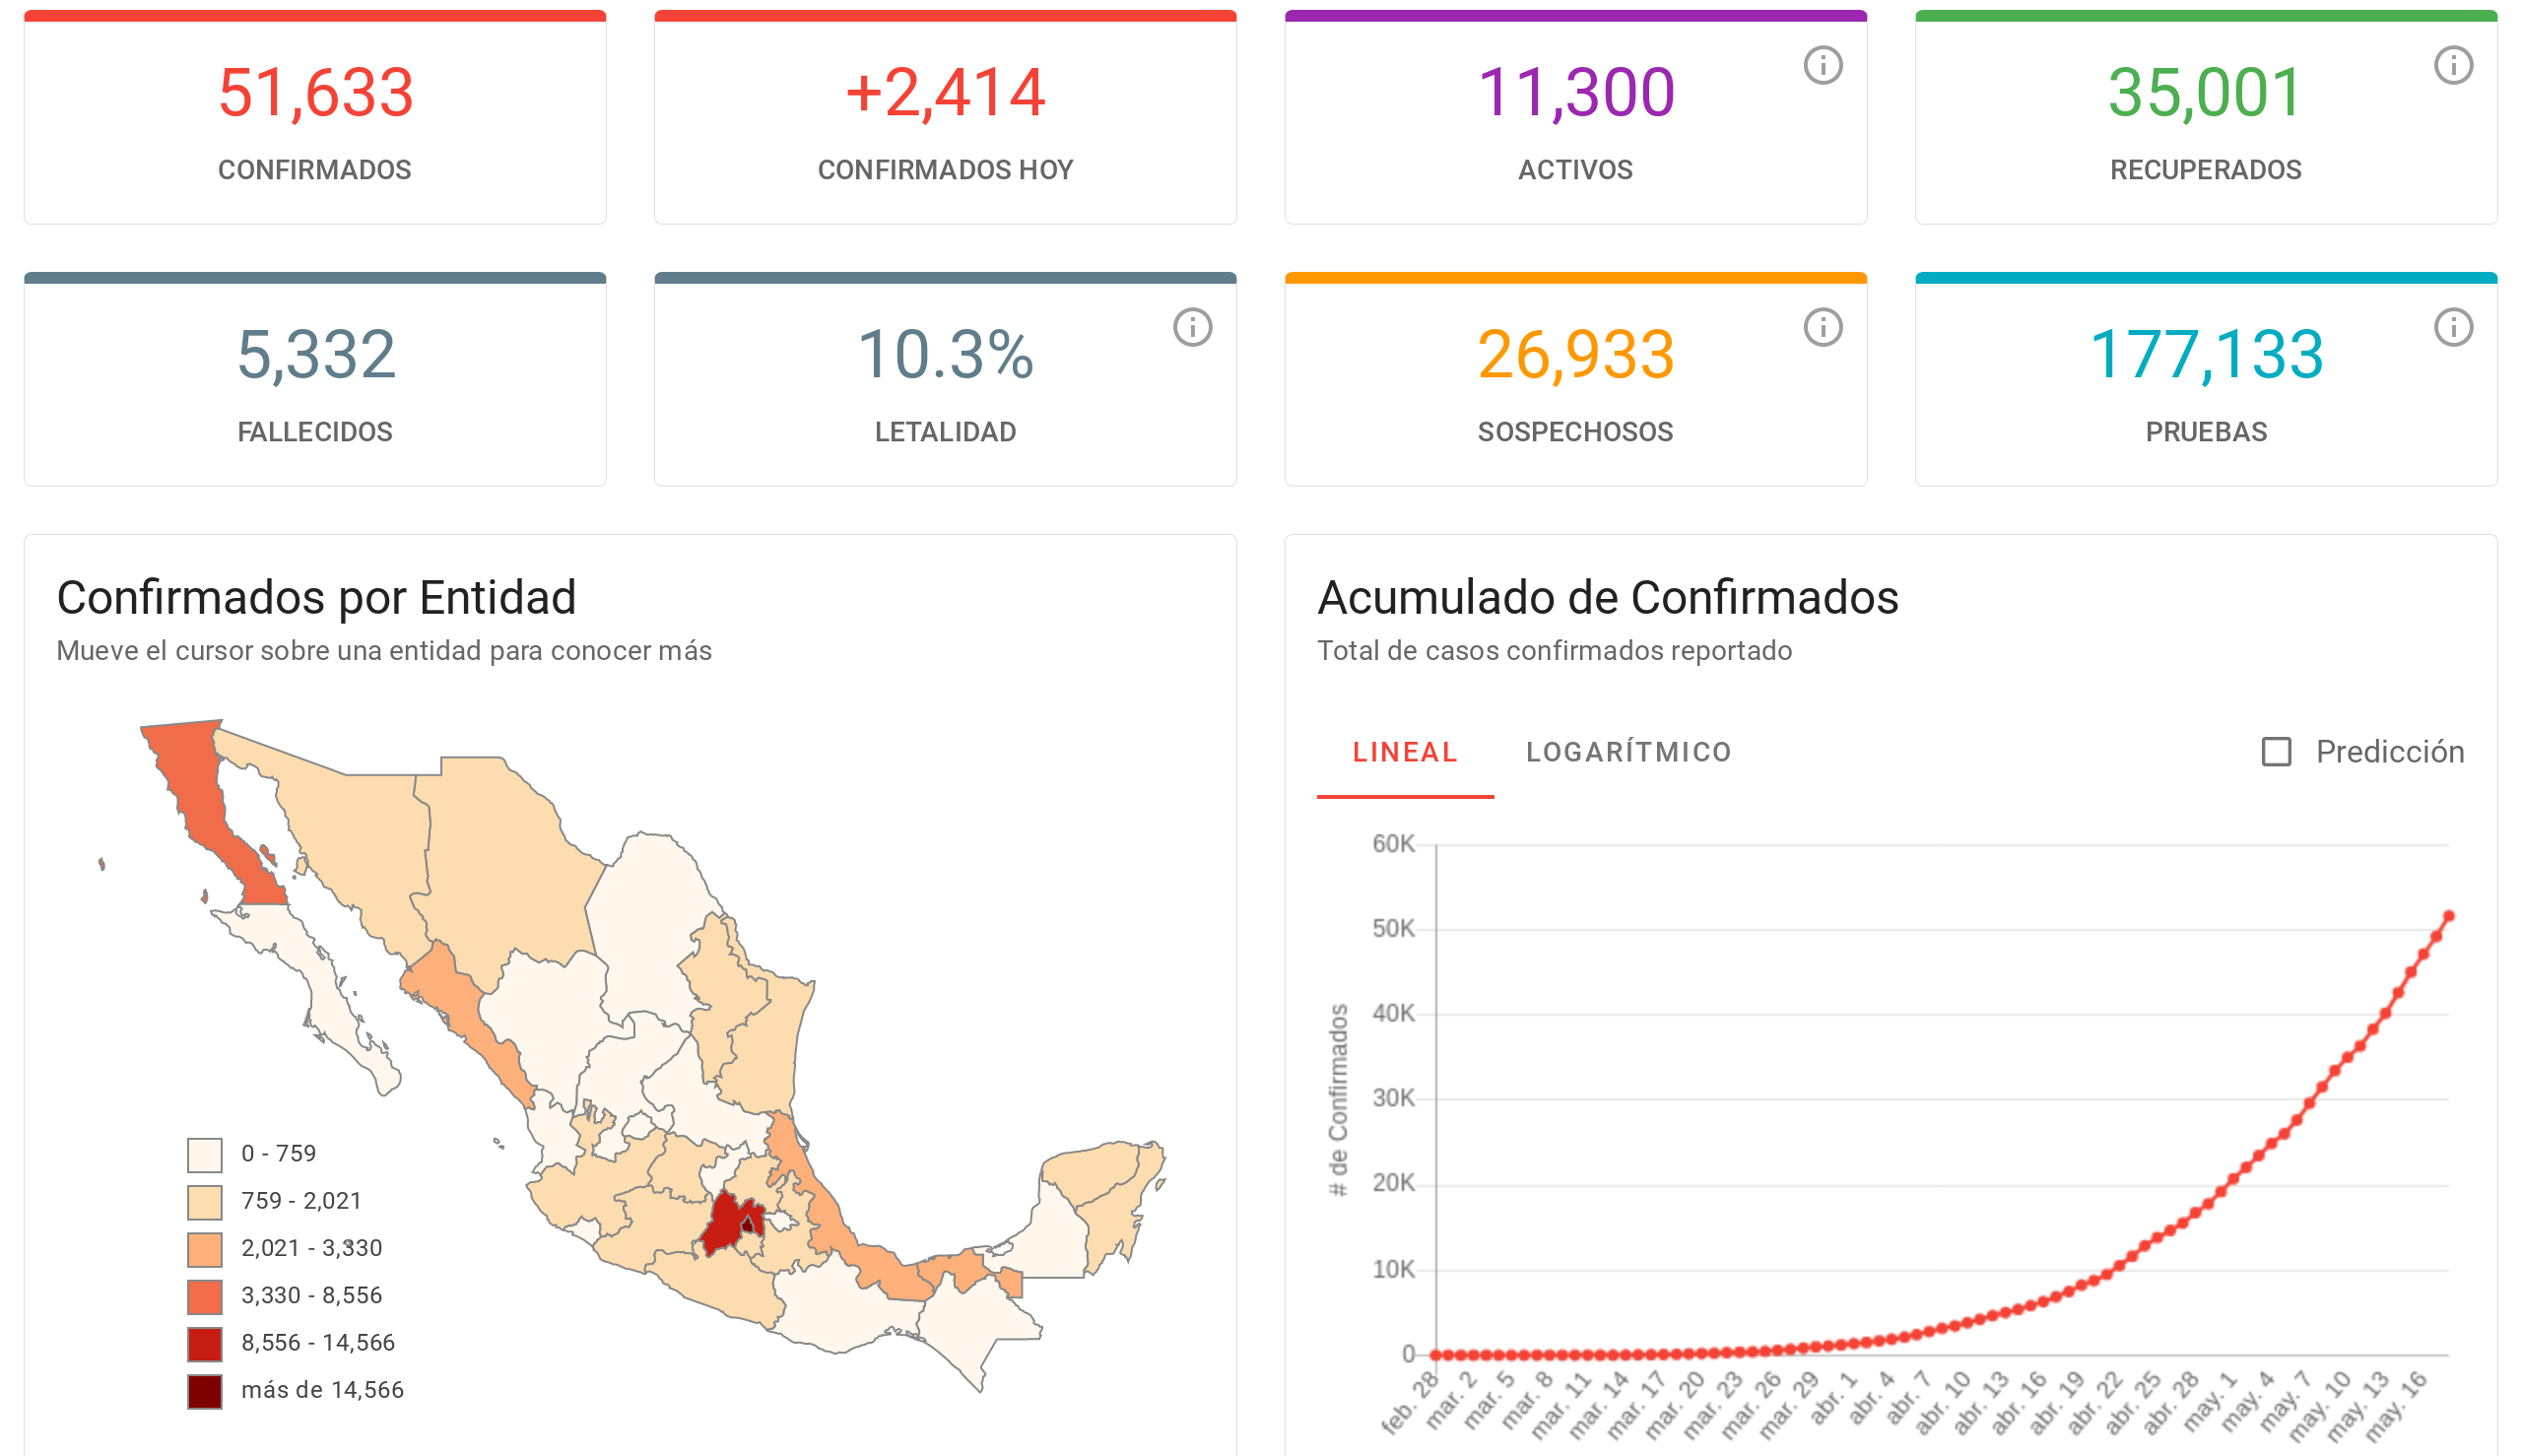 51,633
CONFIRMADOS
+2,414
CONFIRMADOS HOY
11,300
ACTIVOS
35,001
RECUPERADOS
5,332
FALLECIDOS
10.3%
LETALIDAD
26,933
SOSPECHOSOS
177,133
PRUEBAS
Confirmados por Entidad
Mueve el cursor sobre una entidad para conocer más
0 - 759
759 - 2,021
2,021 - 3,330
3,330 - 8,556
8,556 - 14,566
más de 14,566
Acumulado de Confirmados
Total de casos confirmados reportado
LINEAL
LOGARÍTMICO
Predicción
# de Confirmados
60K
50K
40K
30K
20K
10K
0
feb. 28
mar. 2
mar. 5
mar. 8
mar. 11
mar. 14
mar. 17
mar. 20
mar. 23
mar. 26
mar. 29
abr. 1
abr. 4
abr. 7
abr. 10
abr. 13
abr. 16
abr. 19
abr. 22
abr. 25
abr. 28
may. 1
may. 4
may. 7
may. 10
may. 13
may. 16